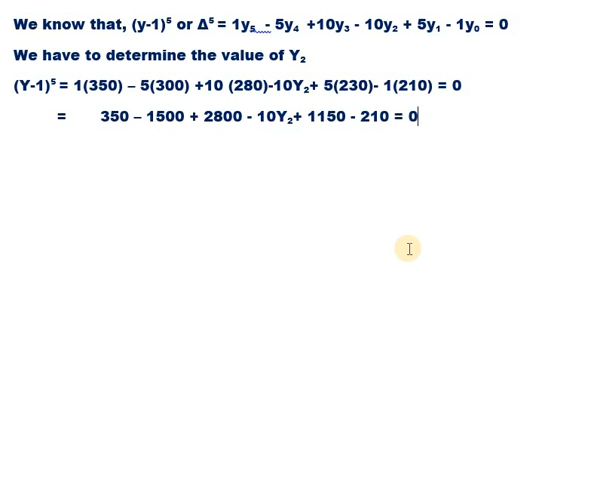 We know that, (y-1)⁵ or Δ⁵ = 1y₅ - 5y₄ +10y₃ - 10y₂ + 5y₁ - 1y₀ = 0
We have to determine the value of Y₂
(Y-1)⁵ = 1(350) – 5(300) +10 (280)-10Y₂+ 5(230)- 1(210) = 0
= 350 – 1500 + 2800 - 10Y₂+ 1150 - 210 = 0